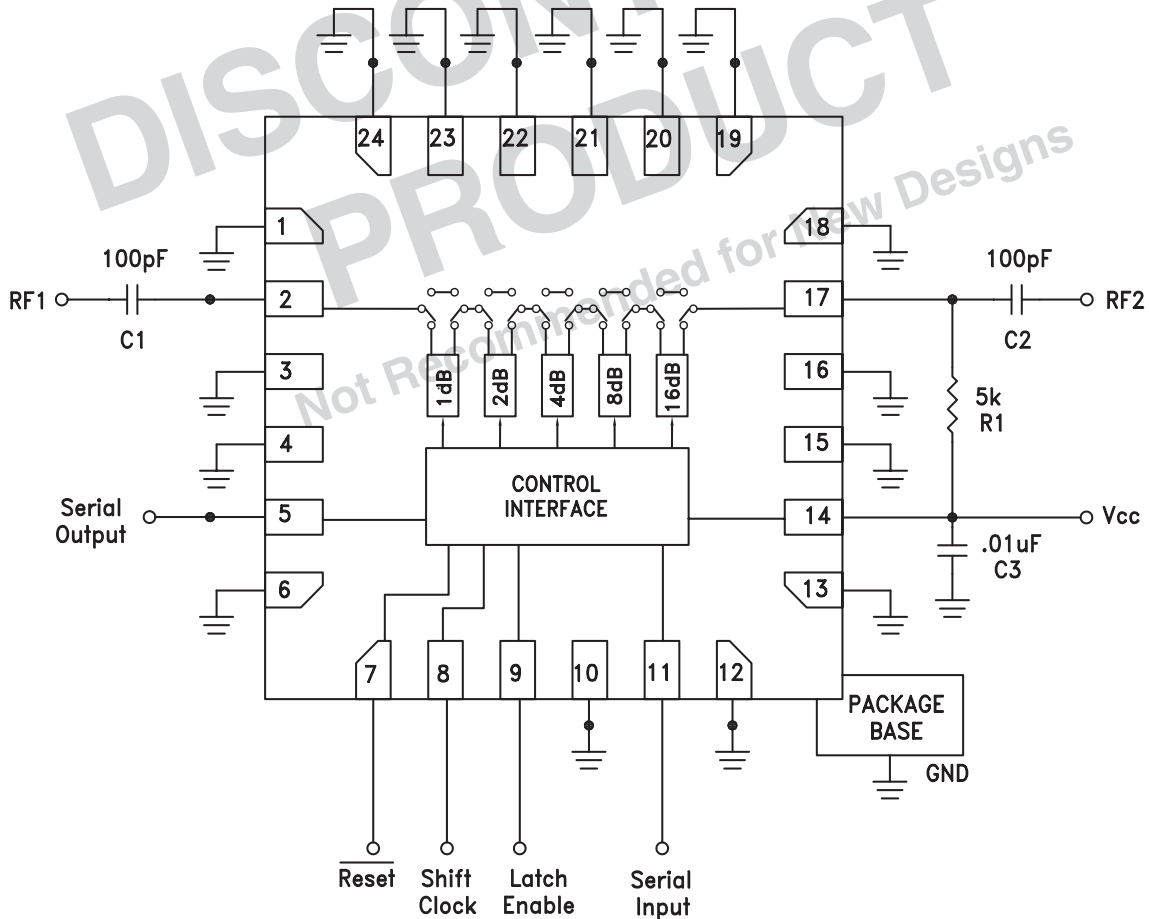 DISCONT
PRODUCT
Not Recommended for New Designs
24
23
22
21
20
19
1
18
100pF
RF1
C1
2
17
100pF
RF2
C2
3
16
1dB
2dB
4dB
8dB
16dB
5k
R1
4
15
CONTROL
INTERFACE
Serial
Output
5
14
Vcc
.01uF
C3
6
13
7
8
9
10
11
12
PACKAGE
BASE
GND
Reset
Shift
Clock
Latch
Enable
Serial
Input